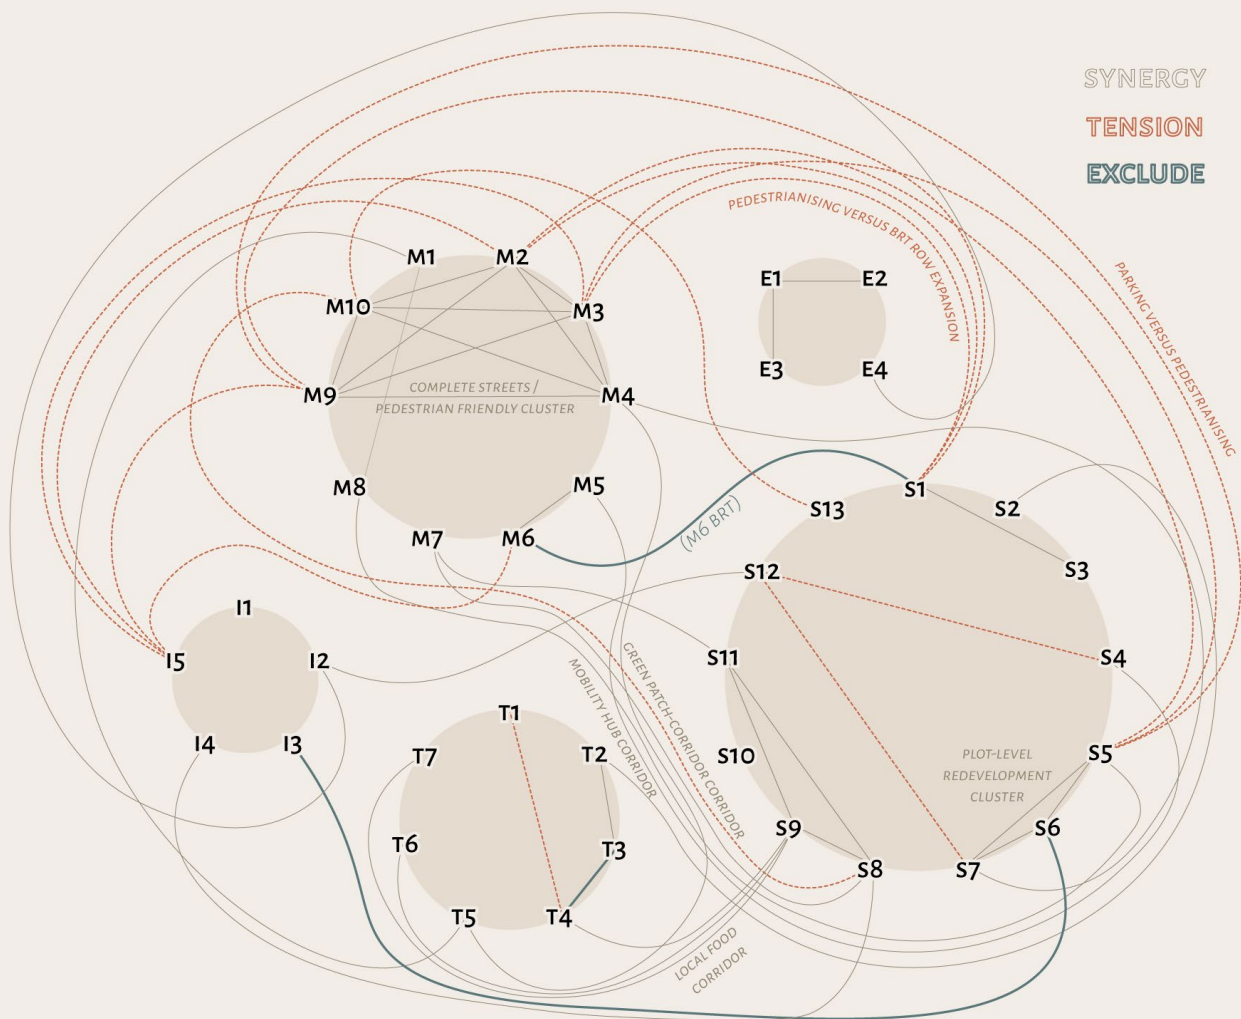 SYNERGY
TENSION
EXCLUDE
PEDESTRIANISING VERSUS BRT ROW EXPANSION
PARKING VERSUS PEDESTRIANISING
M1
M2
M10
M3
E1
E2
E3
E4
M9
COMPLETE STREETS /
PEDESTRIAN FRIENDLY CLUSTER
M4
M8
M5
M7
M6
(M6 BRT)
S1
S13
S2
S12
S3
I1
I5
I2
I4
I3
S11
S4
MOBILITY HUB CORRIDOR
GREEN PATCH-CORRIDOR CORRIDOR
T1
T7
T2
T6
T3
T5
T4
S10
S5
PLOT-LEVEL
REDEVELOPMENT
CLUSTER
S9
S6
S8
S7
LOCAL FOOD
CORRIDOR